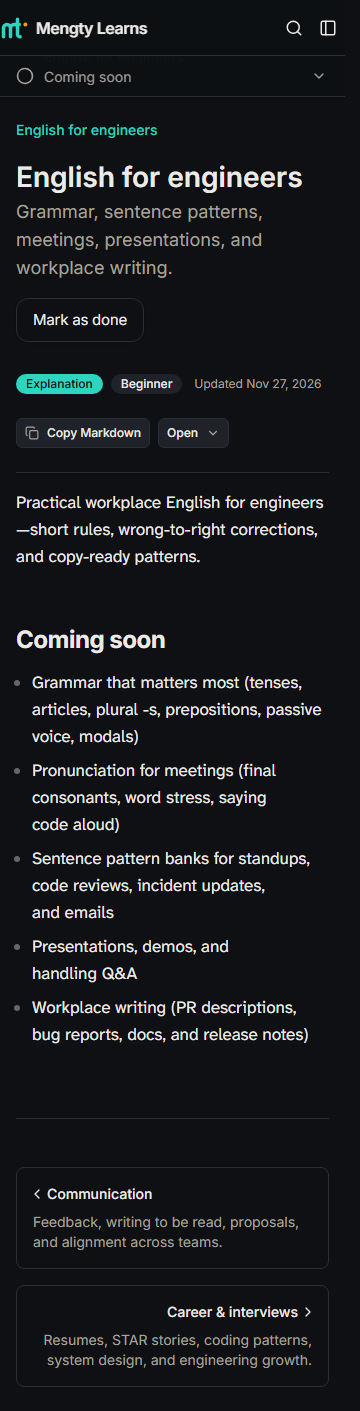 mt Mengty Learns
Coming soon
English for engineers
English for engineers
Grammar, sentence patterns,
meetings, presentations, and
workplace writing.
Mark as done
Explanation Beginner Updated Nov 27, 2026
Copy Markdown Open
Practical workplace English for engineers
—short rules, wrong-to-right corrections,
and copy-ready patterns.
Coming soon
Grammar that matters most (tenses,
articles, plural -s, prepositions, passive
voice, modals)
Pronunciation for meetings (final
consonants, word stress, saying
code aloud)
Sentence pattern banks for standups,
code reviews, incident updates,
and emails
Presentations, demos, and
handling Q&A
Workplace writing (PR descriptions,
bug reports, docs, and release notes)
Communication
Feedback, writing to be read, proposals,
and alignment across teams.
Career & interviews
Resumes, STAR stories, coding patterns,
system design, and engineering growth.